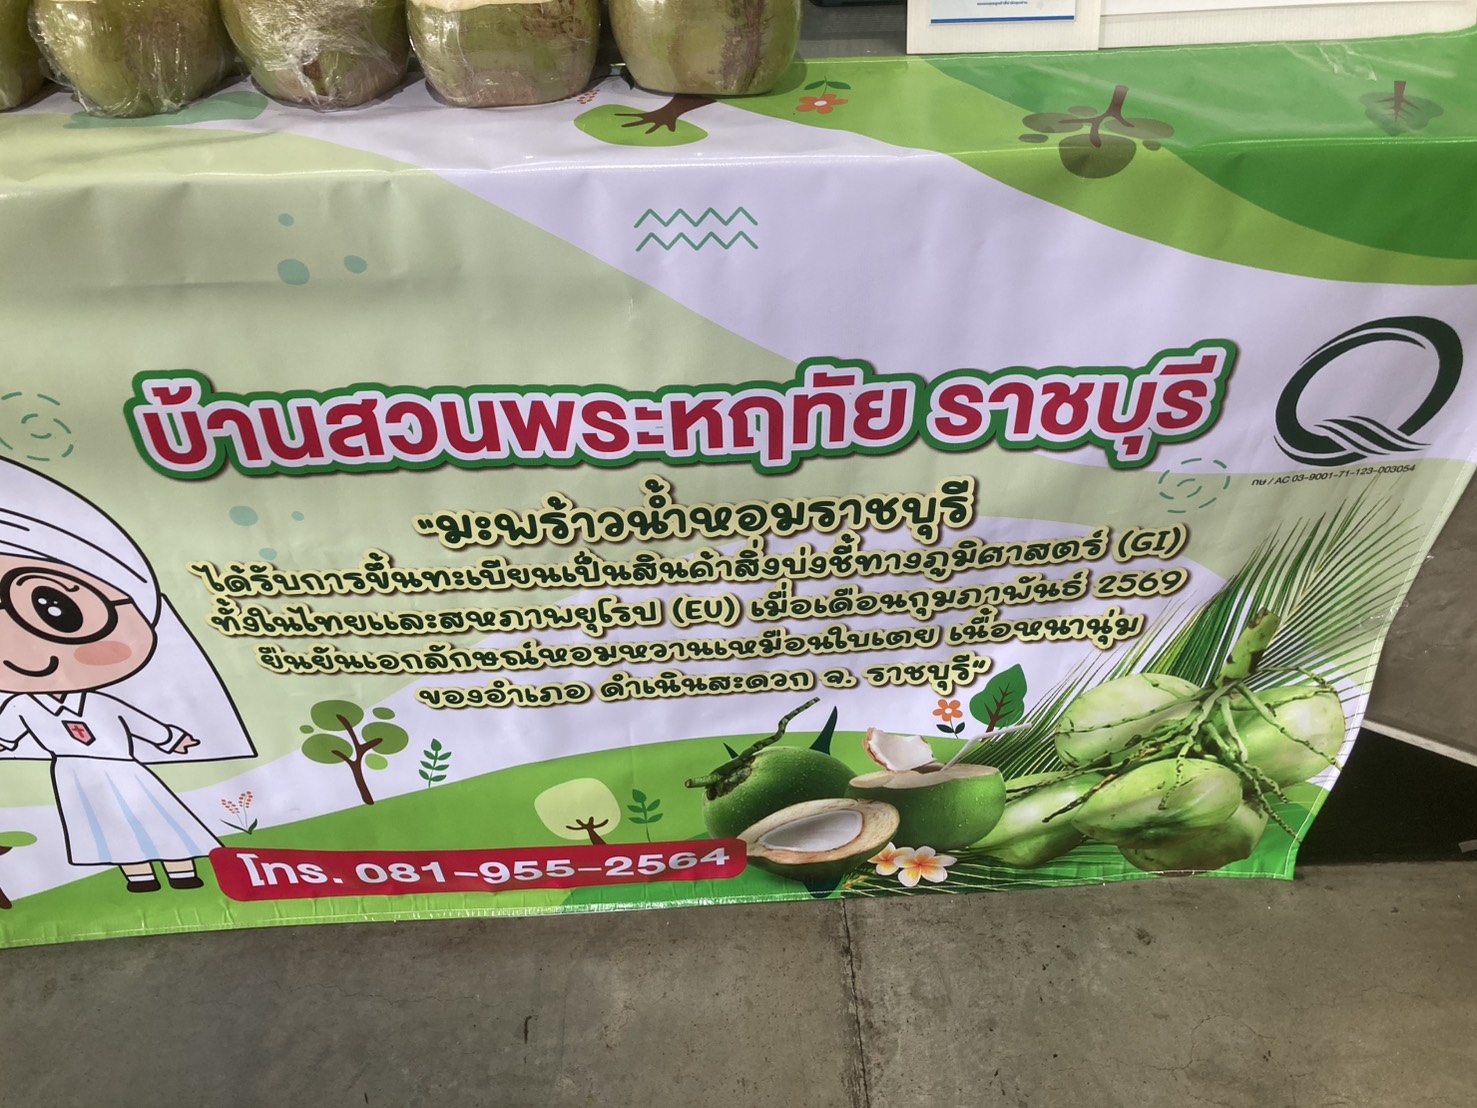 บ้านสวนพระหฤทัย ราชบุรี
กษ / AC 03-9001-71-123-003054
"มะพร้าวน้ำหอมราชบุรี
ได้รับการขึ้นทะเบียนเป็นสินค้าสิ่งบ่งชี้ทางภูมิศาสตร์ (GI)
ทั้งในไทยและสหภาพยุโรป (EU) เมื่อเดือนกุมภาพันธ์ 2569
ยืนยันเอกลักษณ์หอมหวานเหมือนใบเตย เนื้อหนานุ่ม
ของอำเภอ ดำเนินสะดวก จ. ราชบุรี"
โทร. 081-955-2564